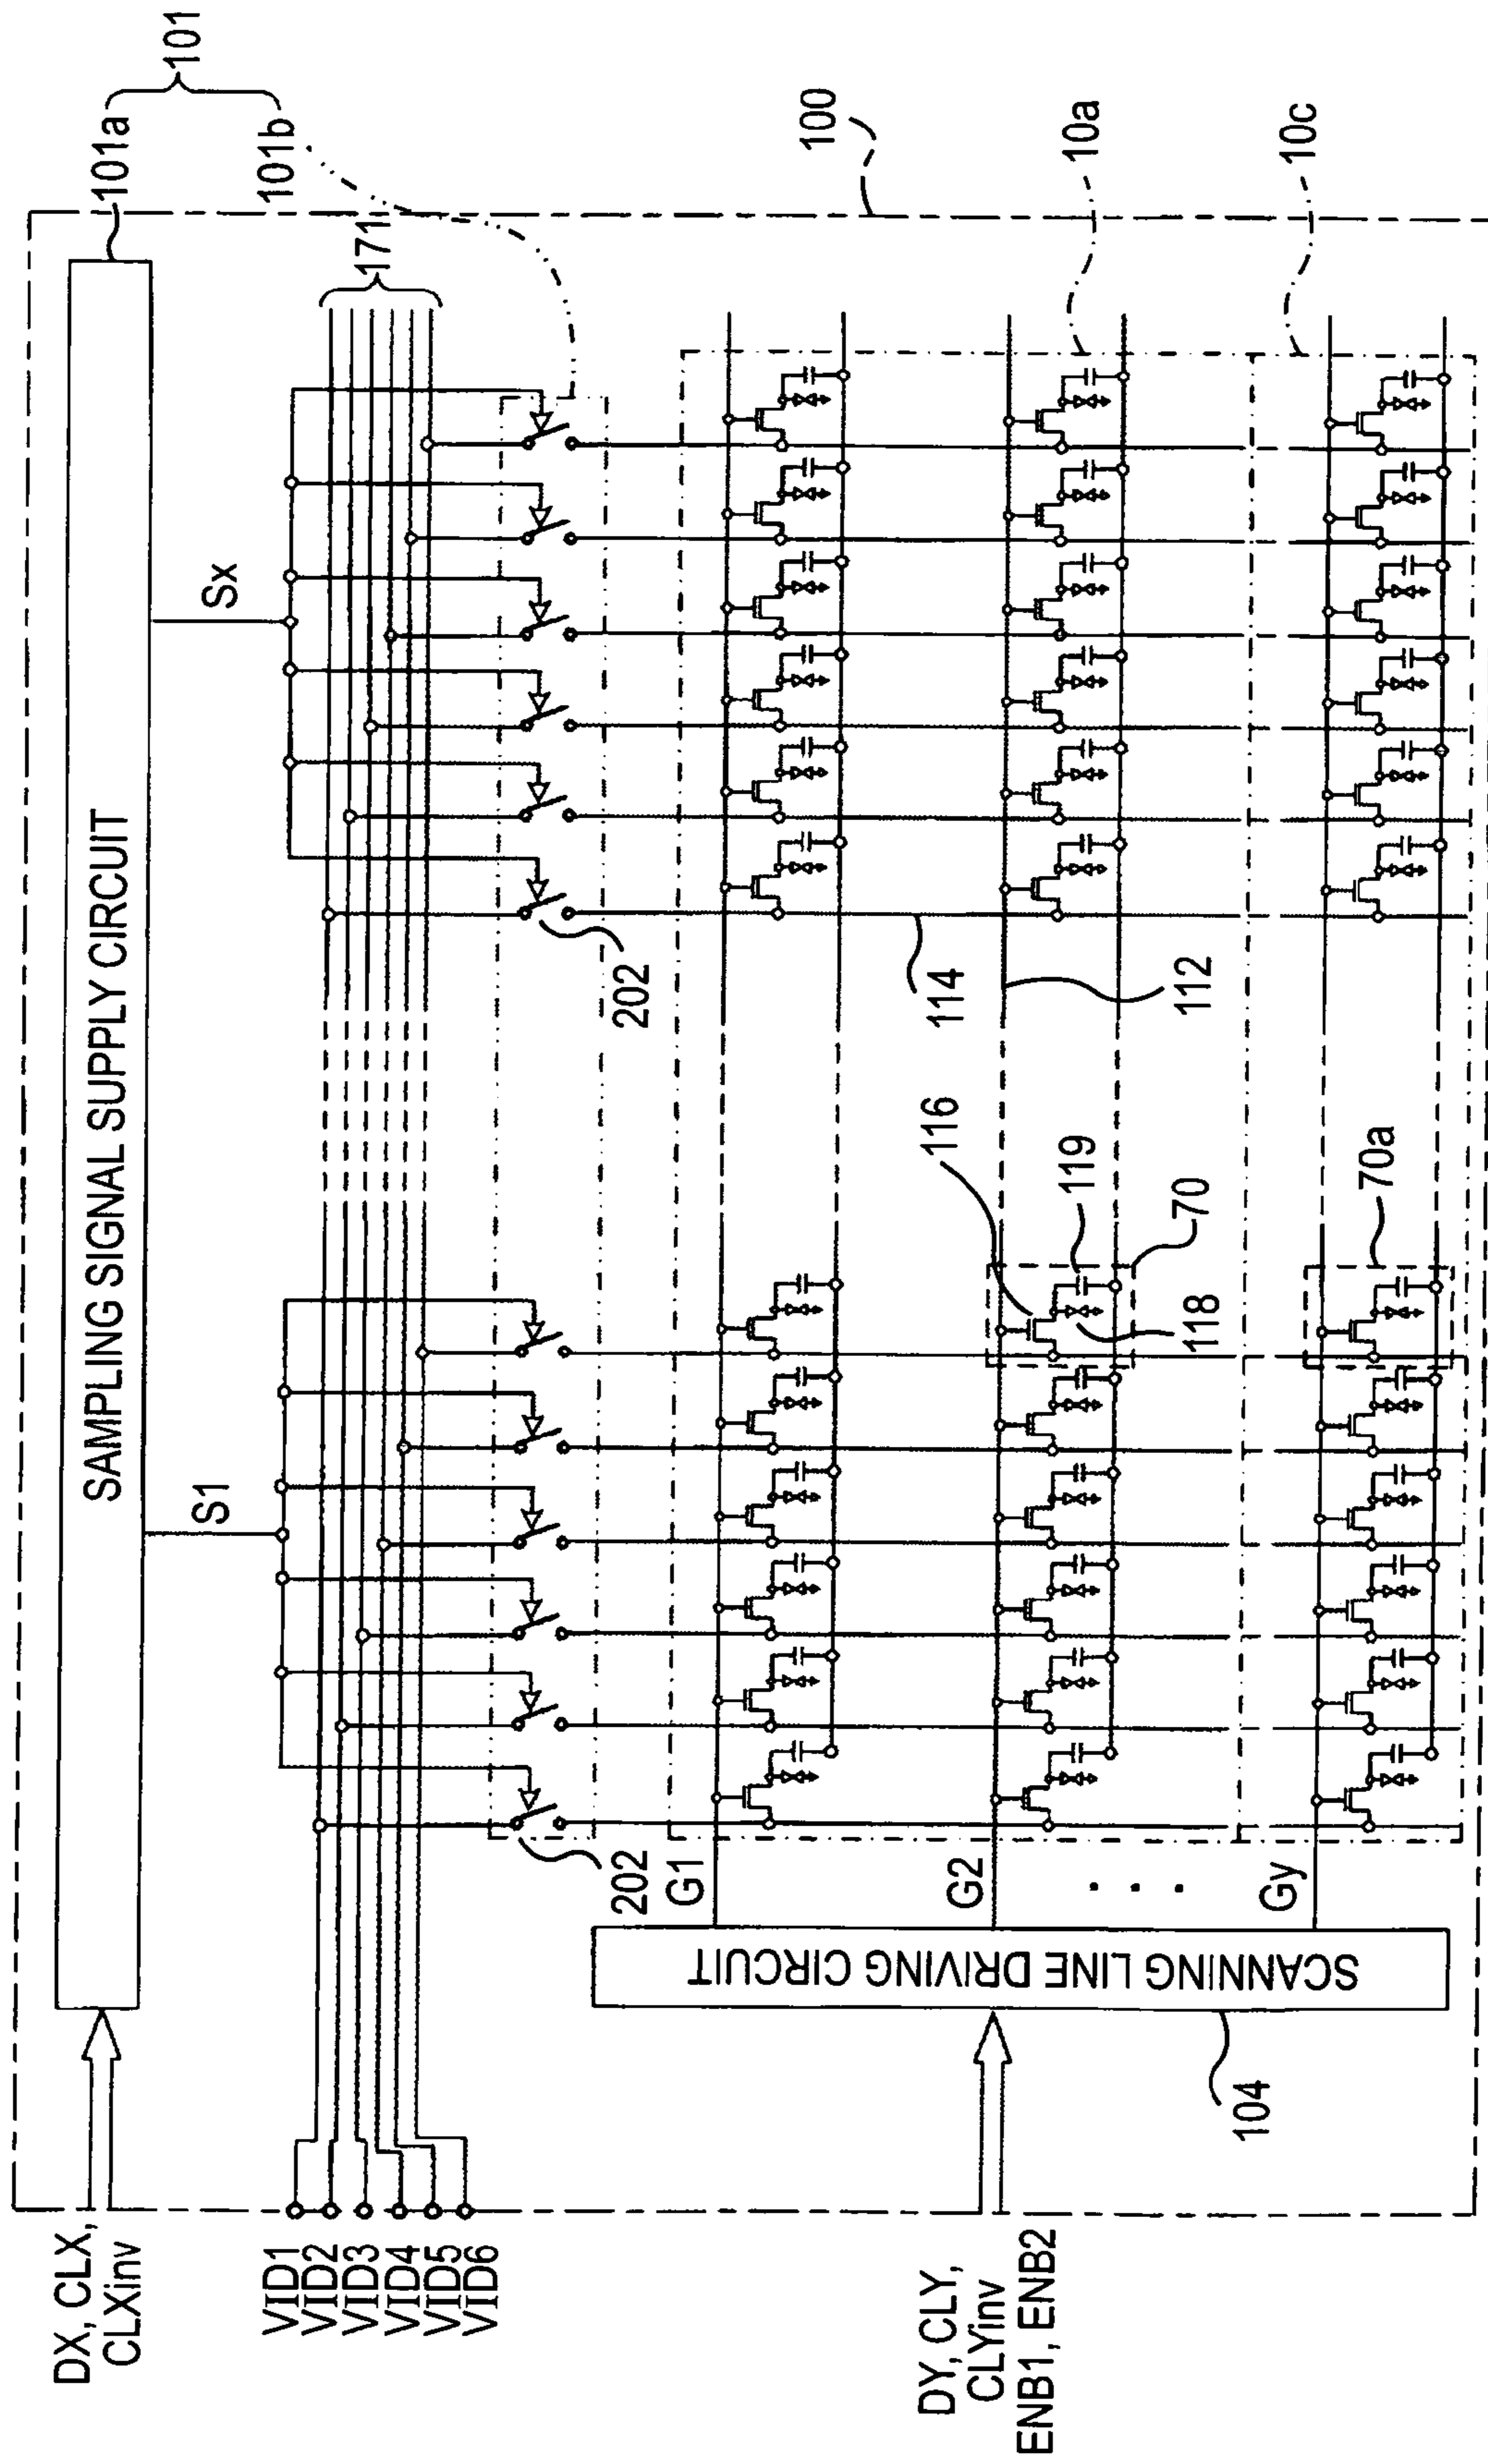 101
101a
101b
SAMPLING SIGNAL SUPPLY CIRCUIT
171
100
10a
10c
S1
Sx
DX, CLX,
CLXinv
VID1
VID2
VID3
VID4
VID5
VID6
202
202
114
112
116
119
118
70
70a
G1
G2
. . .
Gy
SCANNING LINE DRIVING CIRCUIT
104
DY, CLY,
CLYinv
ENB1, ENB2